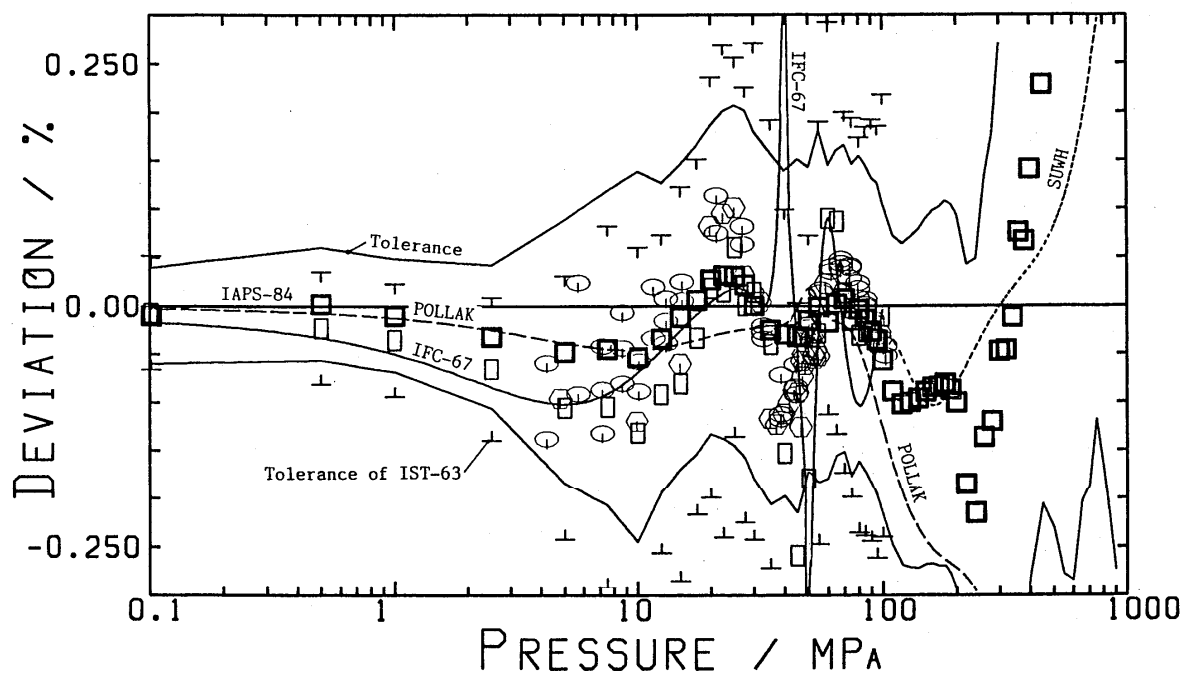 DEVIATION / %
0.250
0.00
-0.250
IFC-67
SUWH
Tolerance
IAPS-84
POLLAK
IFC-67
POLLAK
Tolerance of IST-63
0.1
1
10
100
1000
PRESSURE / MPA